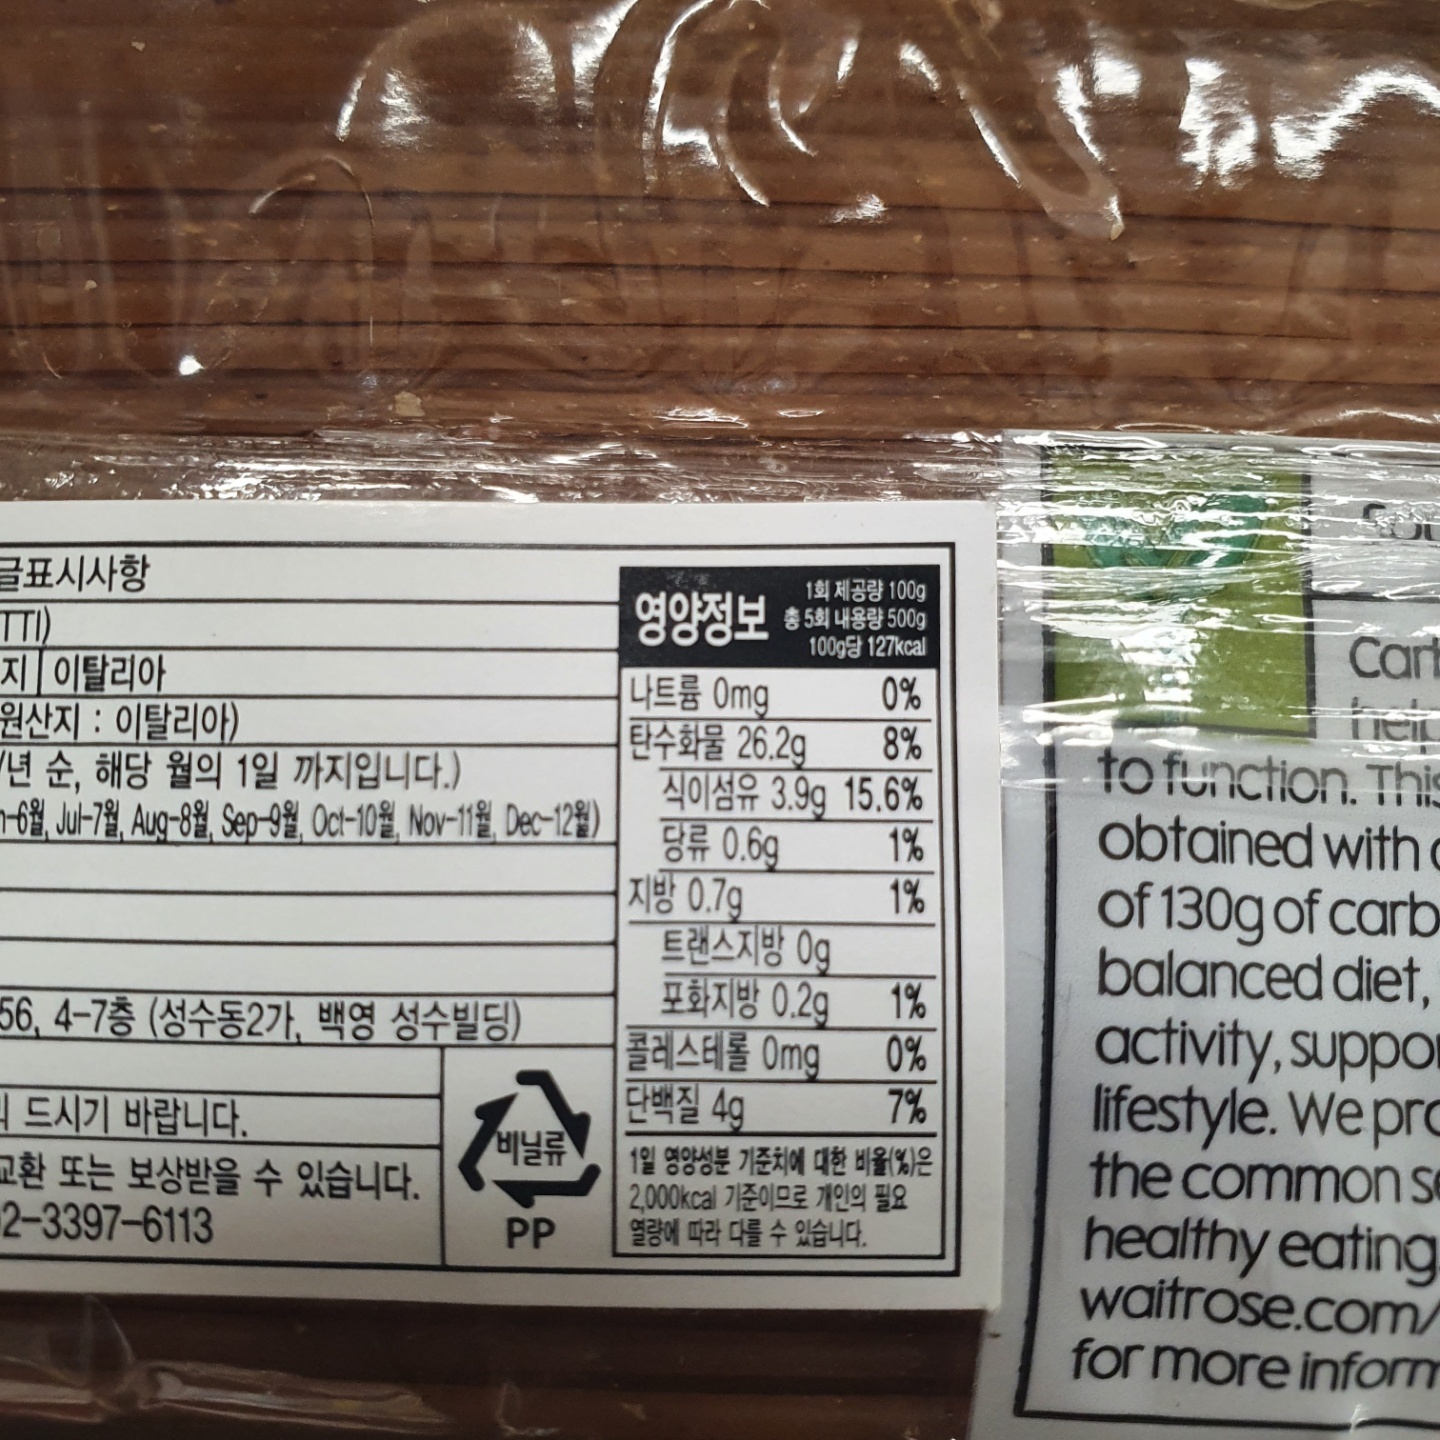 글표시사항
TTI)
지 이탈리아
원산지 : 이탈리아)
/년 순, 해당 월의 1일 까지입니다.)
n-6월, Jul-7월, Aug-8월, Sep-9월, Oct-10월, Nov-11월, Dec-12월)
56, 4-7층 (성수동2가, 백영 성수빌딩)
드시기 바랍니다.
교환 또는 보상받을 수 있습니다.
02-3397-6113
비닐류
PP
영양정보
1회 제공량 100g
총 5회 내용량 500g
100g당 127kcal
나트륨 0mg 0%
탄수화물 26.2g 8%
식이섬유 3.9g 15.6%
당류 0.6g 1%
지방 0.7g 1%
트랜스지방 0g
포화지방 0.2g 1%
콜레스테롤 0mg 0%
단백질 4g 7%
1일 영양성분 기준치에 대한 비율(%)은
2,000kcal 기준이므로 개인의 필요
열량에 따라 다를 수 있습니다.
Carb
help
to function. This
obtained with
of 130g of carb
balanced diet,
activity, suppor
lifestyle. We pro
the common se
healthy eating
waitrose.com/
for more inform